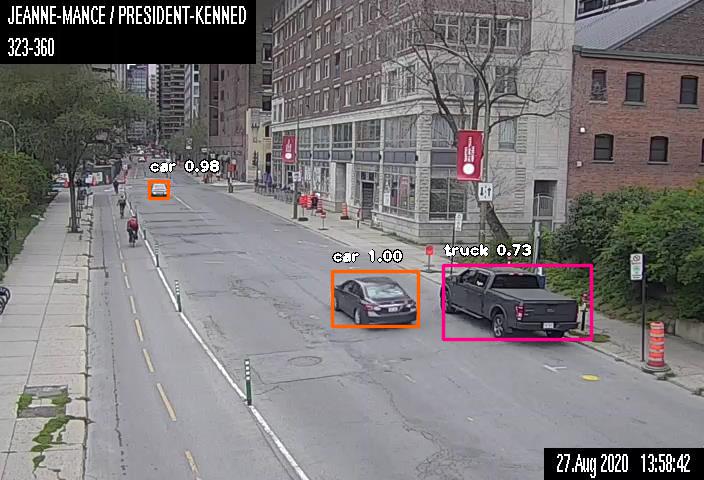 JEANNE-MANCE / PRESIDENT-KENNED
323-360
car 0.98
car 1.00
truck 0.73
27.Aug 2020 13:58:42